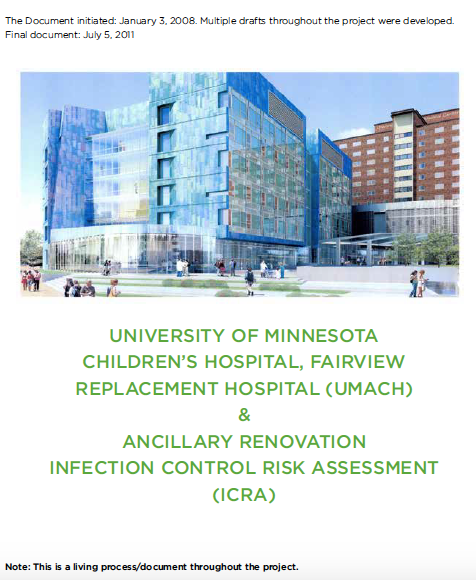 The Document initiated: January 3, 2008. Multiple drafts throughout the project were developed.
Final document: July 5, 2011
UNIVERSITY OF MINNESOTA
CHILDREN'S HOSPITAL, FAIRVIEW
REPLACEMENT HOSPITAL (UMACH)
&
ANCILLARY RENOVATION
INFECTION CONTROL RISK ASSESSMENT
(ICRA)
Note: This is a living process/document throughout the project.